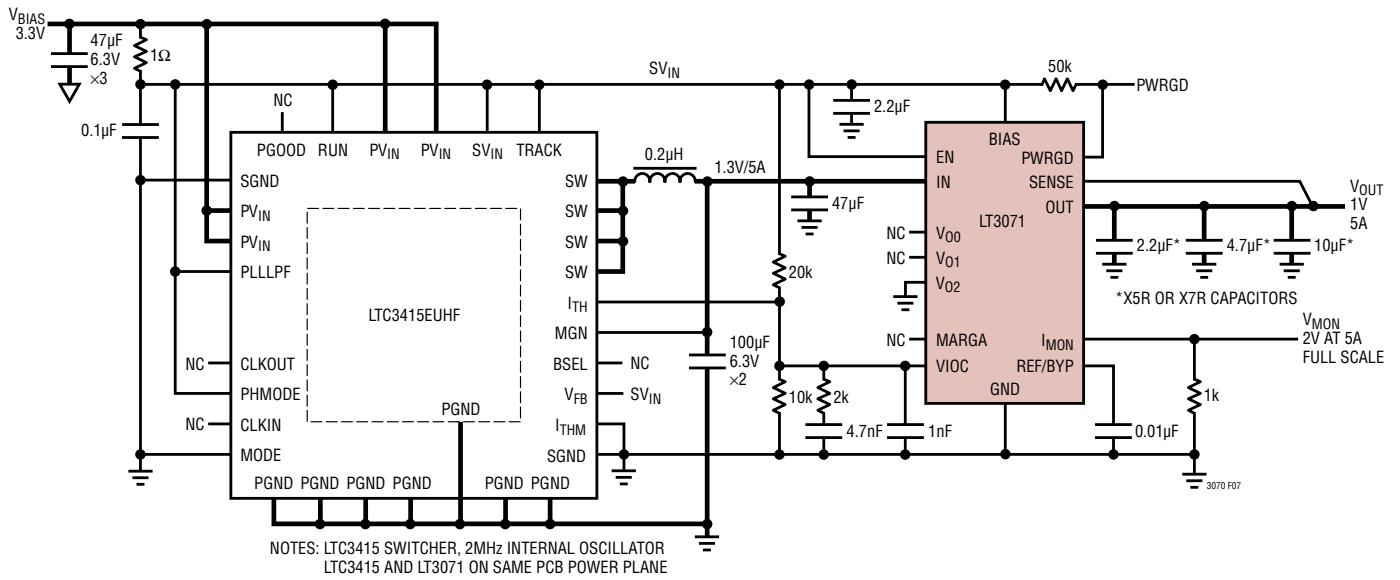 VBIAS
3.3V
47µF
6.3V
×3
1Ω
0.1µF
NC
PGOOD
RUN
PVIN
PVIN
SVIN
TRACK
SGND
PVIN
PVIN
PLLLPF
NC
CLKOUT
PHMODE
NC
CLKIN
MODE
LTC3415EUHF
PGND
PGND
PGND
PGND
PGND
PGND
PGND
SW
SW
SW
SW
ITH
MGN
BSEL
NC
VFB
SVIN
ITHM
SGND
0.2µH
1.3V/5A
SVIN
2.2µF
50k
PWRGD
47µF
20k
100µF
6.3V
×2
10k
2k
4.7nF
1nF
BIAS
EN
PWRGD
IN
SENSE
OUT
LT3071
NC
VO0
NC
VO1
VO2
NC
MARGA
IMON
VIOC
REF/BYP
GND
VOUT
1V
5A
2.2µF*
4.7µF*
10µF*
*X5R OR X7R CAPACITORS
VMON
2V AT 5A
FULL SCALE
1k
0.01µF
3070 F07
NOTES: LTC3415 SWITCHER, 2MHz INTERNAL OSCILLATOR
LTC3415 AND LT3071 ON SAME PCB POWER PLANE